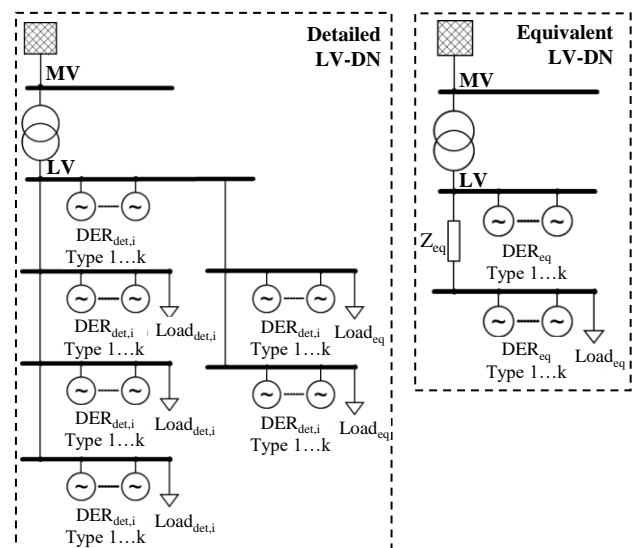 Detailed
LV-DN
MV
LV
DER_det,i
Type 1...k
DER_det,i
Type 1...k
Load_det,i
DER_det,i
Type 1...k
Load_eq
DER_det,i
Type 1...k
Load_det,i
DER_det,i
Type 1...k
Load_eq
DER_det,i
Type 1...k
Load_det,i
Equivalent
LV-DN
MV
LV
Z_eq
DER_eq
Type 1...k
DER_eq
Type 1...k
Load_eq